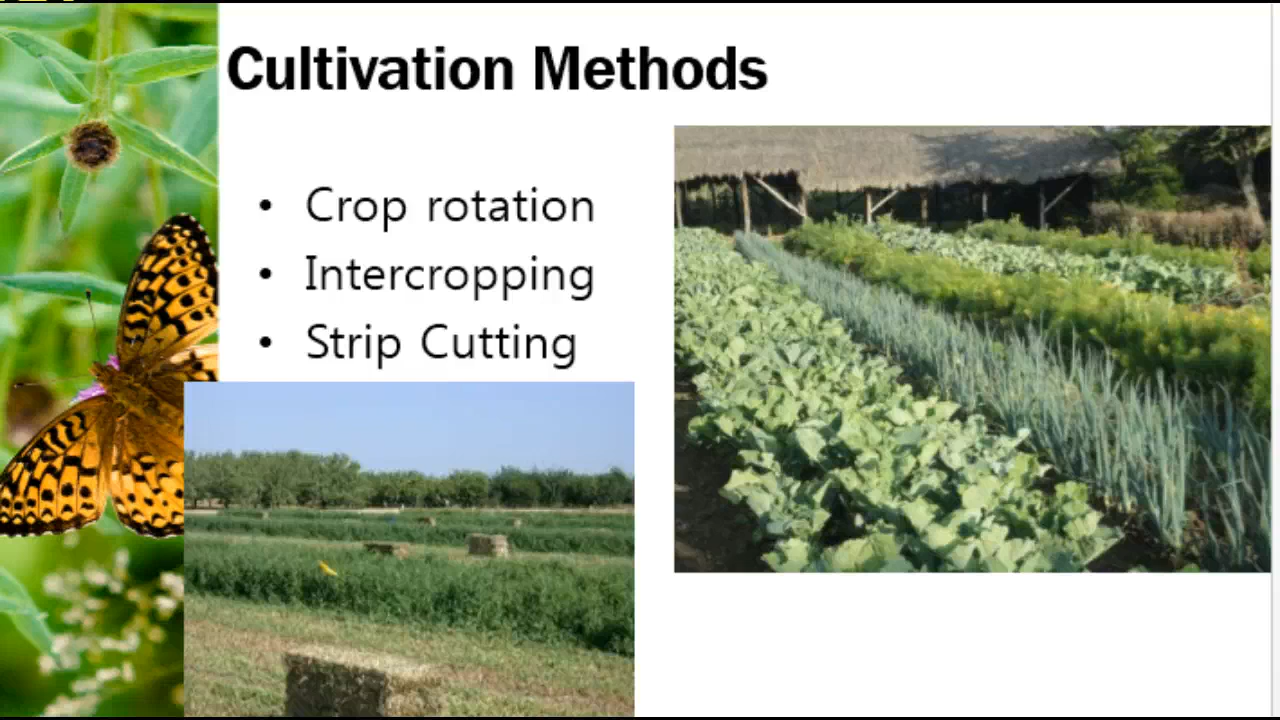 Cultivation Methods
• Crop rotation
• Intercropping
• Strip Cutting